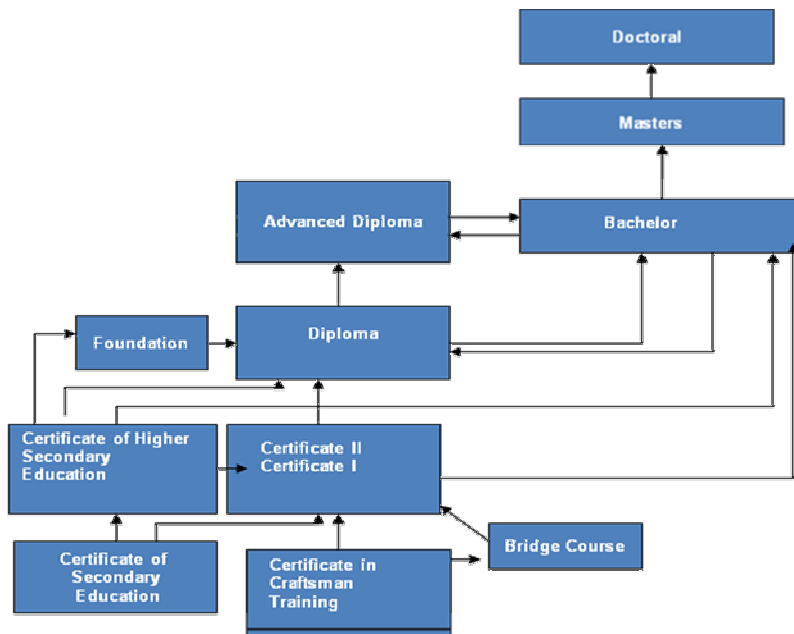 Doctoral
Masters
Advanced Diploma
Bachelor
Foundation
Diploma
Certificate of Higher
Secondary
Education
Certificate II
Certificate I
Certificate of
Secondary
Education
Certificate in
Craftsman
Training
Bridge Course